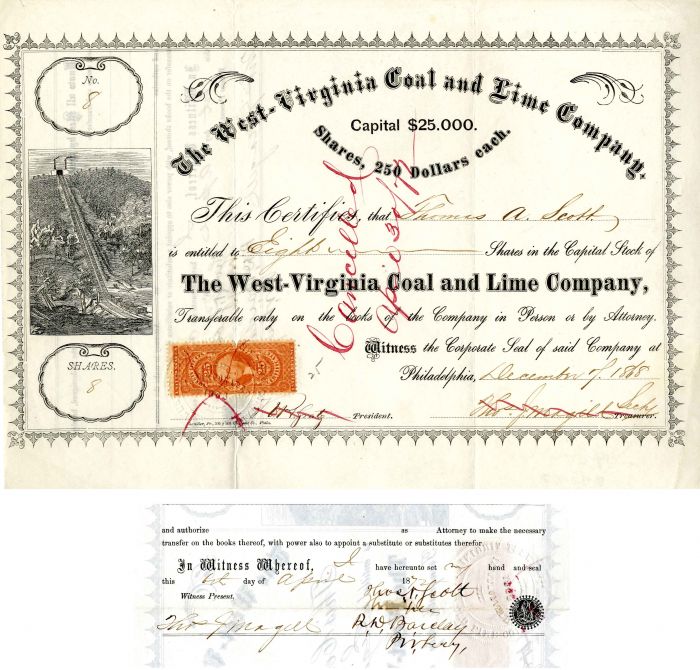 No.
8
The West-Virginia Coal and Lime Company.
Capital $25.000.
Shares, 250 Dollars each.
This Certifies, that Thomas A. Scott
is entitled to Eight Shares in the Capital Stock of
The West-Virginia Coal and Lime Company,
Transferable only on the books of the Company in Person or by Attorney.
Witness the Corporate Seal of said Company at
Philadelphia, December 7, 1868
President.
Treasurer.
Cancelled
SHARES.
8
25
and authorize as Attorney to make the necessary
transfer on the books thereof, with power also to appoint a substitute or substitutes therefor.
In Witness Whereof, I have hereunto set my hand and seal
this day of April 187
Witness Present.
Thos A. Scott
R. D. Barclay
Thos J. Magill